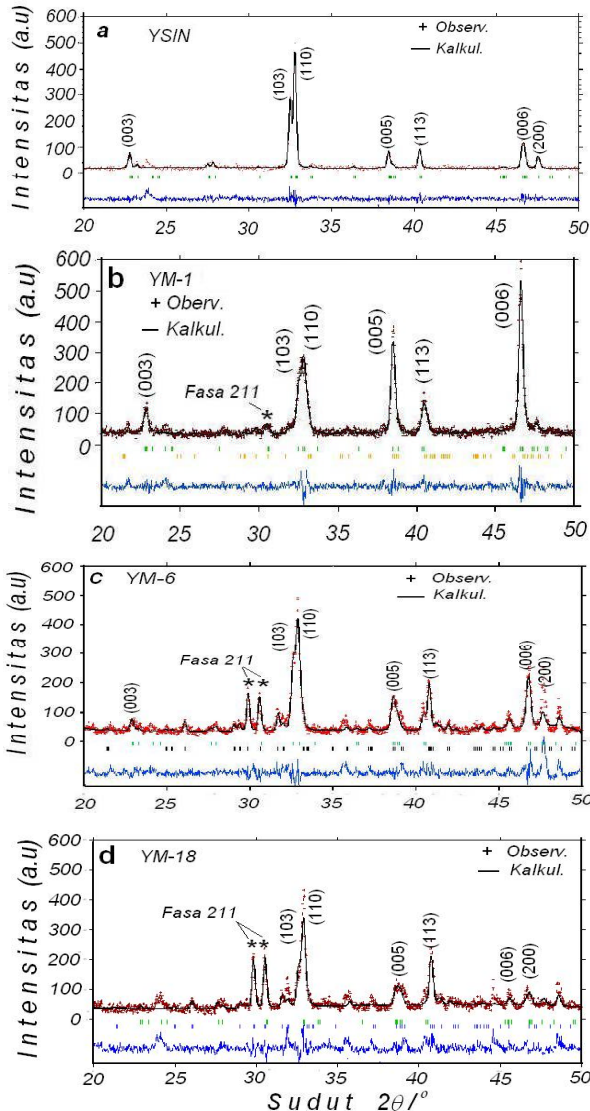 Intensitas (a.u)
600
500
400
300
200
100
0
a
YSIN
+ Observ.
— Kalkul.
(003)
(103)
(110)
(005)
(113)
(006)
(200)
20 25 30 35 40 45 50
Intensitas (a.u)
600
500
400
300
200
100
0
b
YM-1
+ Oberv.
— Kalkul.
(003)
Fasa 211
*
(103)
(110)
(005)
(113)
(006)
20 25 30 35 40 45 50
Intensitas (a.u)
600
500
400
300
200
100
0
c
YM-6
+ Observ.
— Kalkul.
(003)
Fasa 211
* *
(103)
(110)
(005)
(113)
(006)
(200)
20 25 30 35 40 45 50
Intensitas (a.u)
600
500
400
300
200
100
0
d
YM-18
+ Observ.
— Kalkul.
Fasa 211
**
(103)
(110)
(005)
(113)
(006)
(200)
20 25 30 35 40 45 50
Sudut 2θ/°